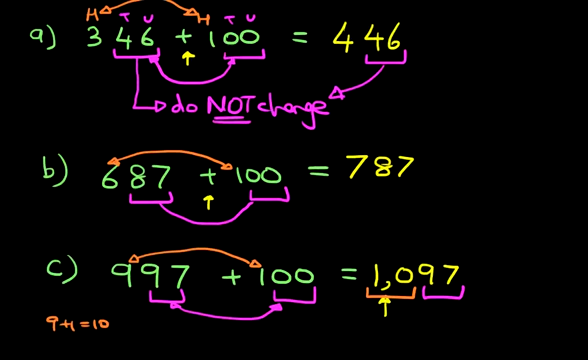 H H
T U T U
a) 346 + 100 = 446
do NOT change
b) 687 + 100 = 787
c) 997 + 100 = 1,097
9+1=10